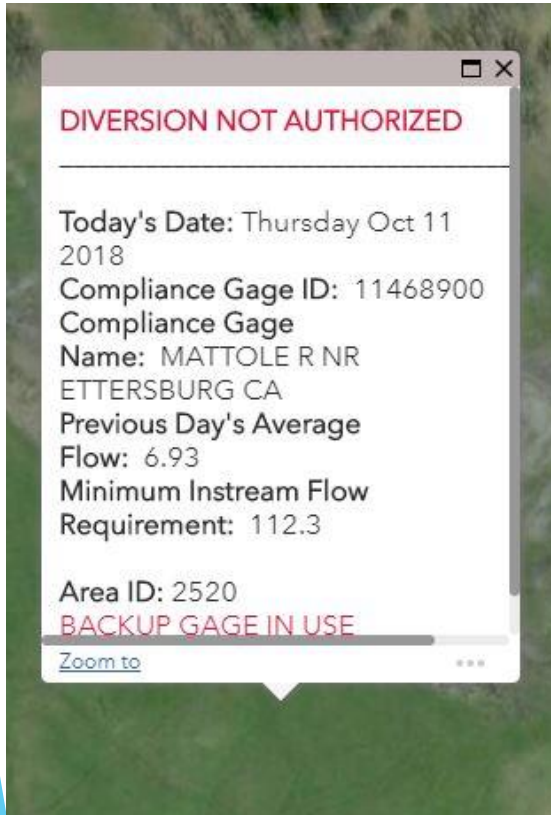 DIVERSION NOT AUTHORIZED
Today's Date: Thursday Oct 11
2018
Compliance Gage ID: 11468900
Compliance Gage
Name: MATTOLE R NR
ETTERSBURG CA
Previous Day's Average
Flow: 6.93
Minimum Instream Flow
Requirement: 112.3
Area ID: 2520
BACKUP GAGE IN USE
Zoom to